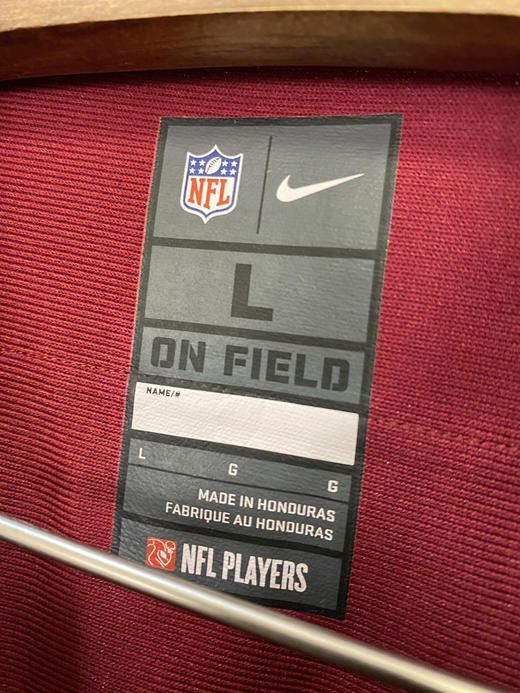 NFL
L
ON FIELD
NAME/#
L G G
MADE IN HONDURAS
FABRIQUE AU HONDURAS
NFL PLAYERS